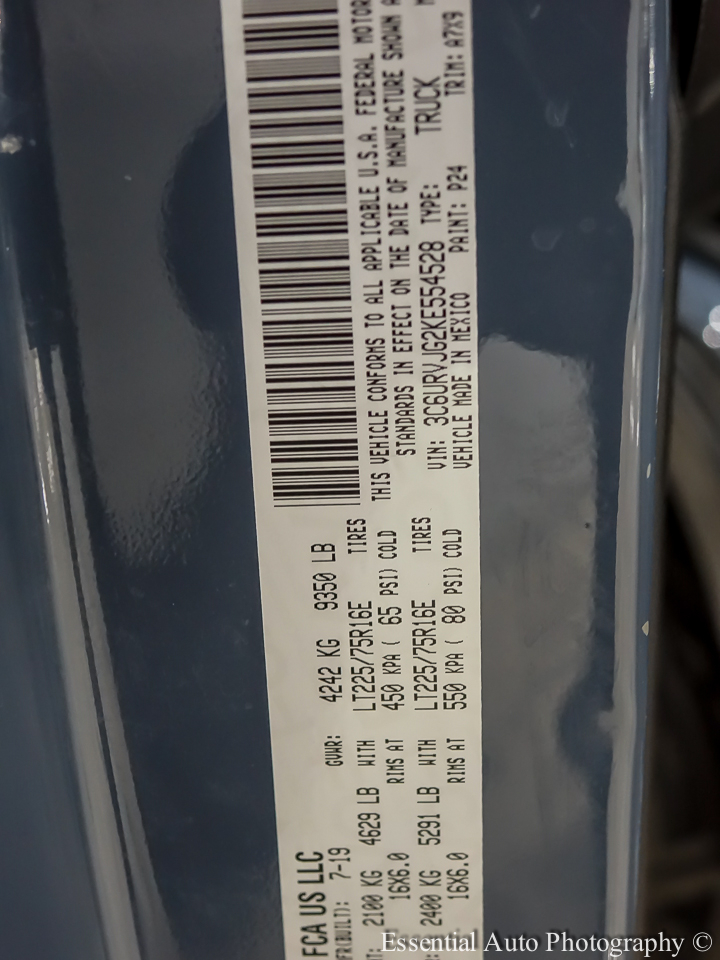 FCA US LLC
7-19
GVWR: 4242 KG 9350 LB
2100 KG 4629 LB WITH LT225/75R16E TIRES
16X6.0 RIMS AT 450 KPA ( 65 PSI) COLD
2400 KG 5291 LB WITH LT225/75R16E TIRES
16X6.0 RIMS AT 550 KPA ( 80 PSI) COLD
THIS VEHICLE CONFORMS TO ALL APPLICABLE U.S.A. FEDERAL MOTOR
STANDARDS IN EFFECT ON THE DATE OF MANUFACTURE SHOWN
VIN: 3C6URVJG2KE554528 TYPE: TRUCK
VEHICLE MADE IN MEXICO PAINT: P24 TRIM: A7X9
Essential Auto Photography ©